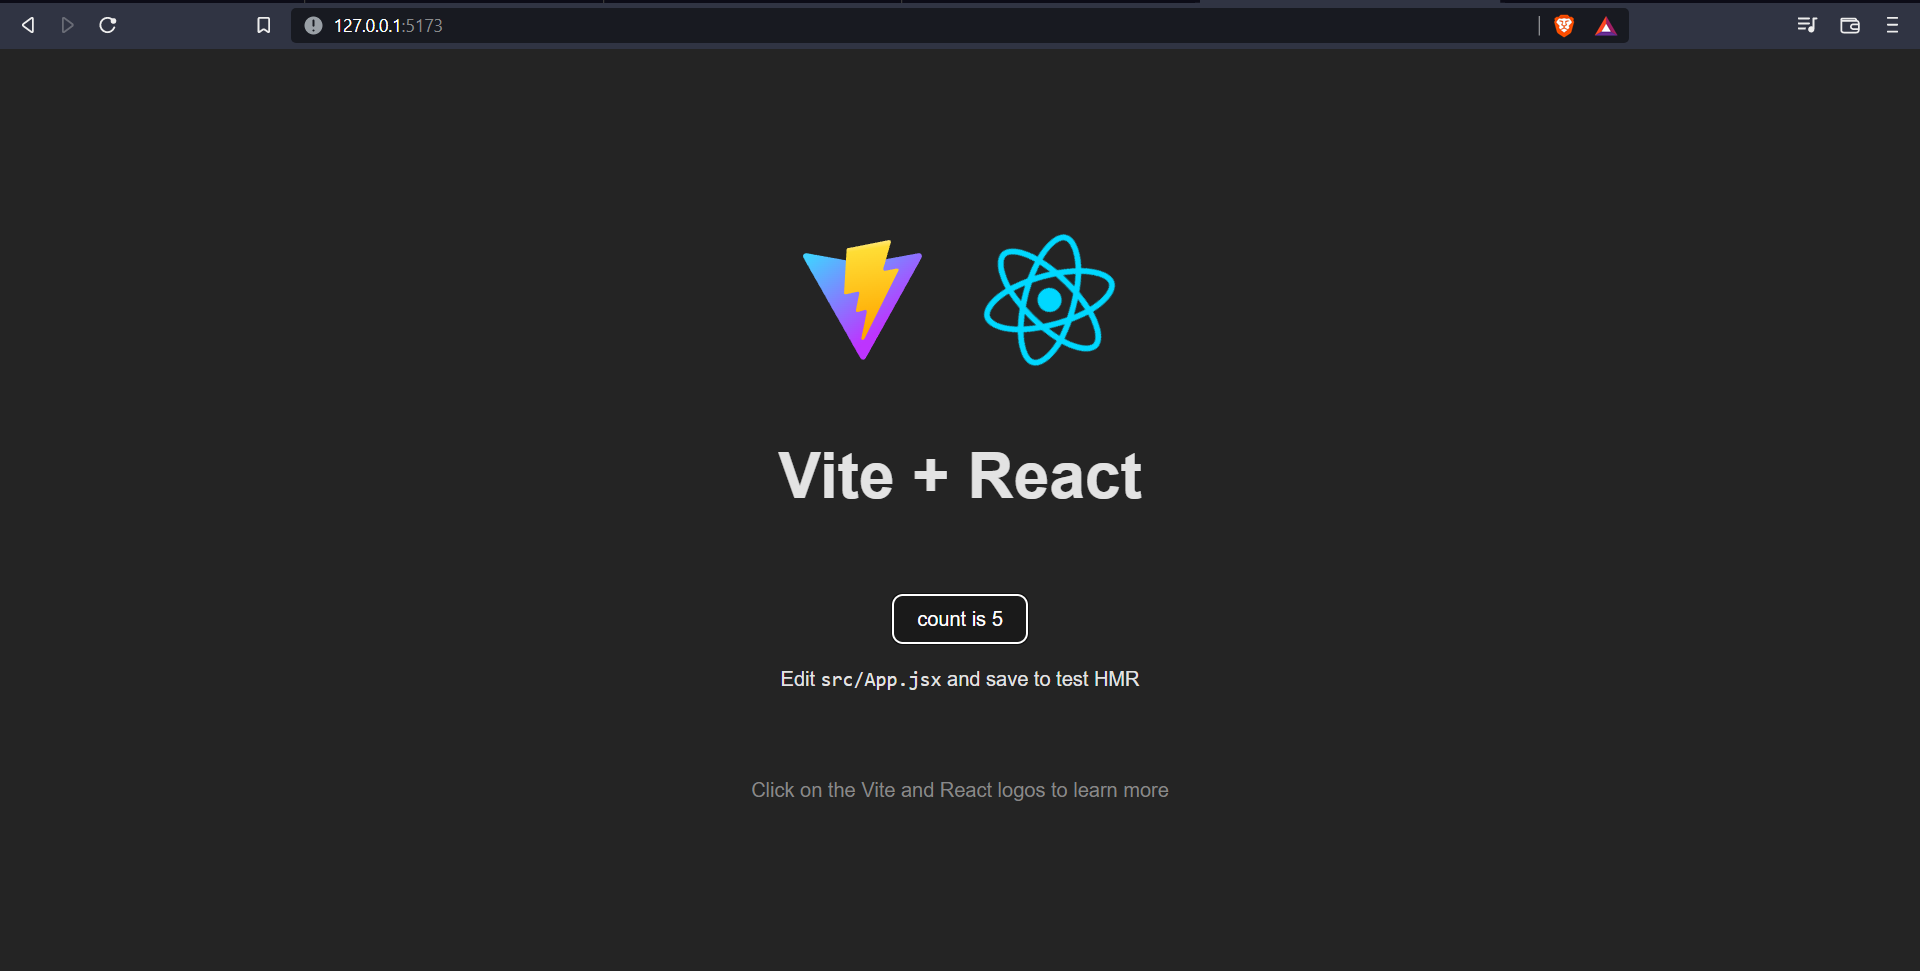 127.0.0.1:5173
Vite + React
count is 5
Edit src/App.jsx and save to test HMR
Click on the Vite and React logos to learn more